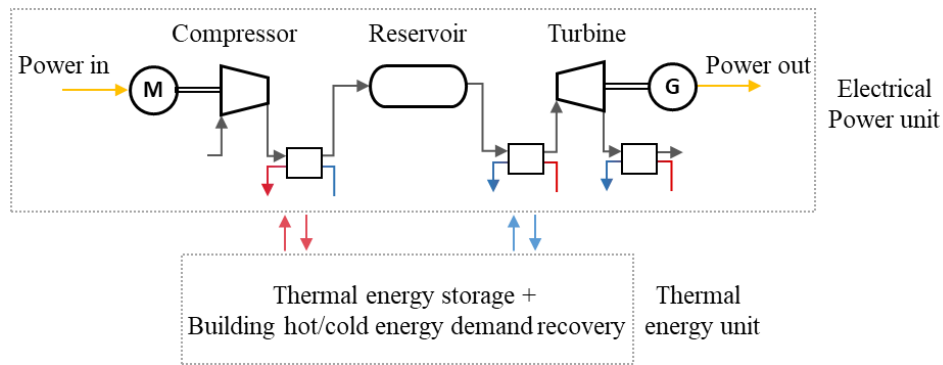 Compressor
Reservoir
Turbine
Power in
M
G
Power out
Electrical
Power unit
Thermal energy storage +
Building hot/cold energy demand recovery
Thermal
energy unit